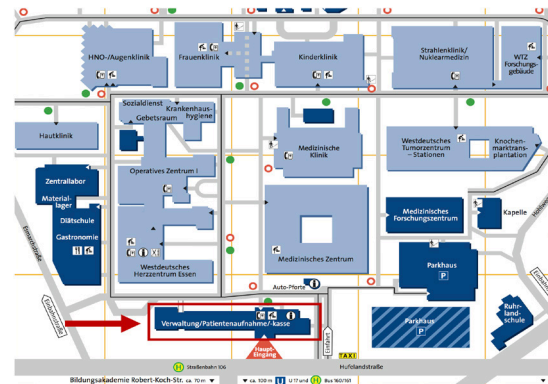 HNO-/Augenklinik
Frauenklinik
Kinderklinik
Strahlenklinik/
Nuklearmedizin
WTZ
Forschungs-
gebäude
Sozialdienst
Gebetsraum
Krankenhaus-
hygiene
Hautklinik
Medizinische
Klinik
Westdeutsches
Tumorzentrum
– Stationen
Knochen-
marktrans-
plantation
Operatives Zentrum I
Zentrallabor
Material-
lager
Diätschule
Gastronomie
Medizinisches
Forschungszentrum
Kapelle
Westdeutsches
Herzzentrum Essen
Medizinisches Zentrum
Parkhaus
P
Auto-Pforte
Einbahnstraße
Verwaltung/Patientenaufnahme/-kasse
Parkhaus
P
Ruhr-
land-
schule
Haupt-
Eingang
Einfahrt
TAXI
H Straßenbahn 106
Hufelandstraße
Bildungsakademie Robert-Koch-Str. ca. 70 m
ca. 100 m U U 17 und H Bus 160/161